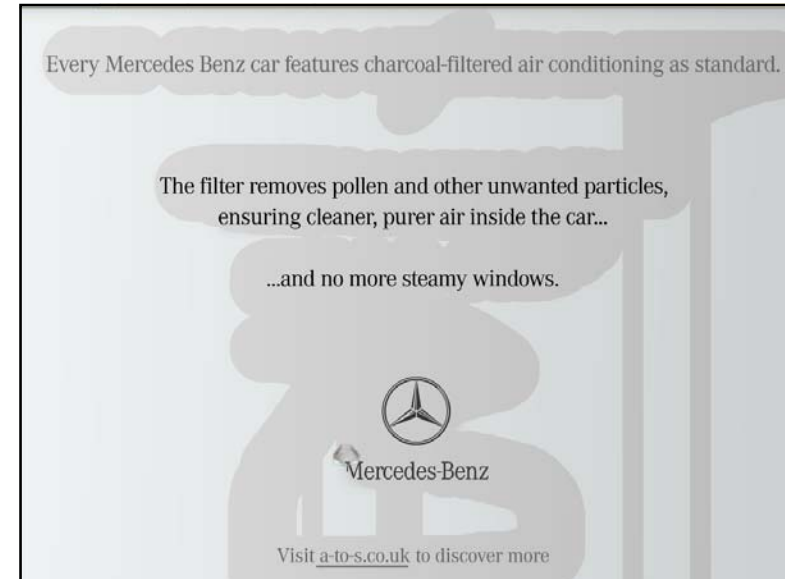 Every Mercedes Benz car features charcoal-filtered air conditioning as standard.
The filter removes pollen and other unwanted particles,
ensuring cleaner, purer air inside the car...
...and no more steamy windows.
Mercedes-Benz
Visit a-to-s.co.uk to discover more